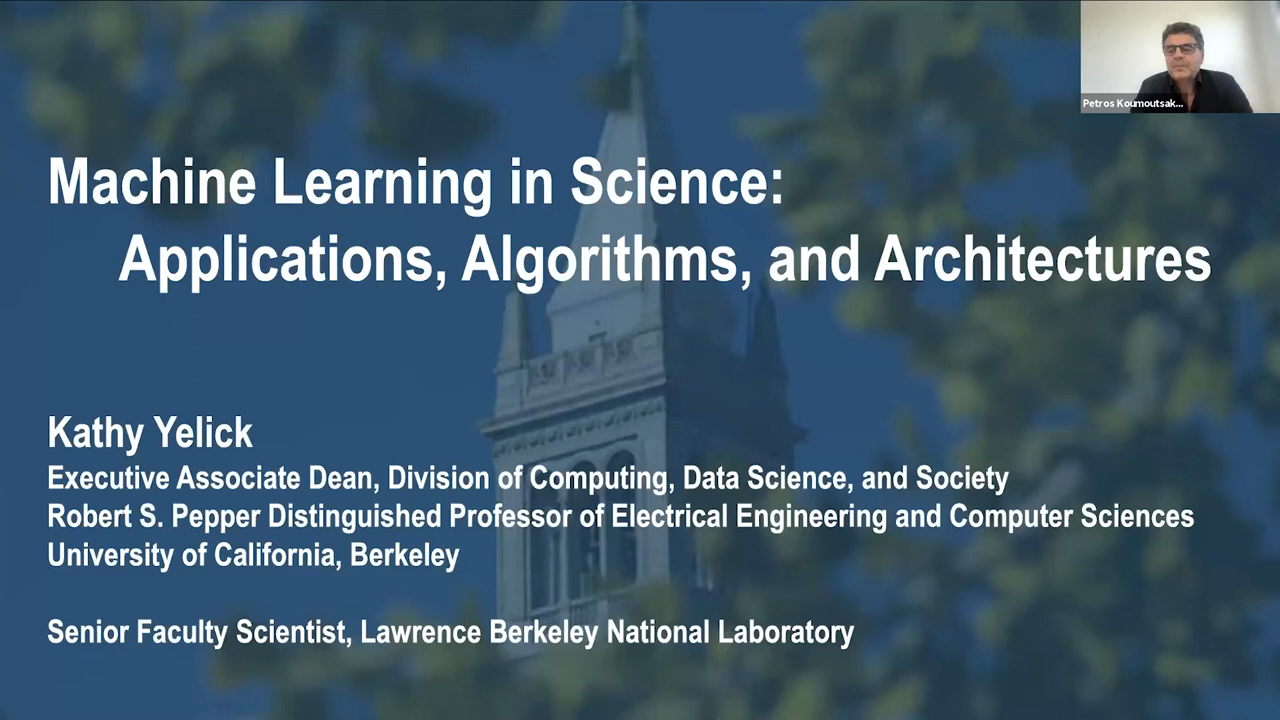 Petros Koumoutsak...
Machine Learning in Science:
Applications, Algorithms, and Architectures
Kathy Yelick
Executive Associate Dean, Division of Computing, Data Science, and Society
Robert S. Pepper Distinguished Professor of Electrical Engineering and Computer Sciences
University of California, Berkeley
Senior Faculty Scientist, Lawrence Berkeley National Laboratory